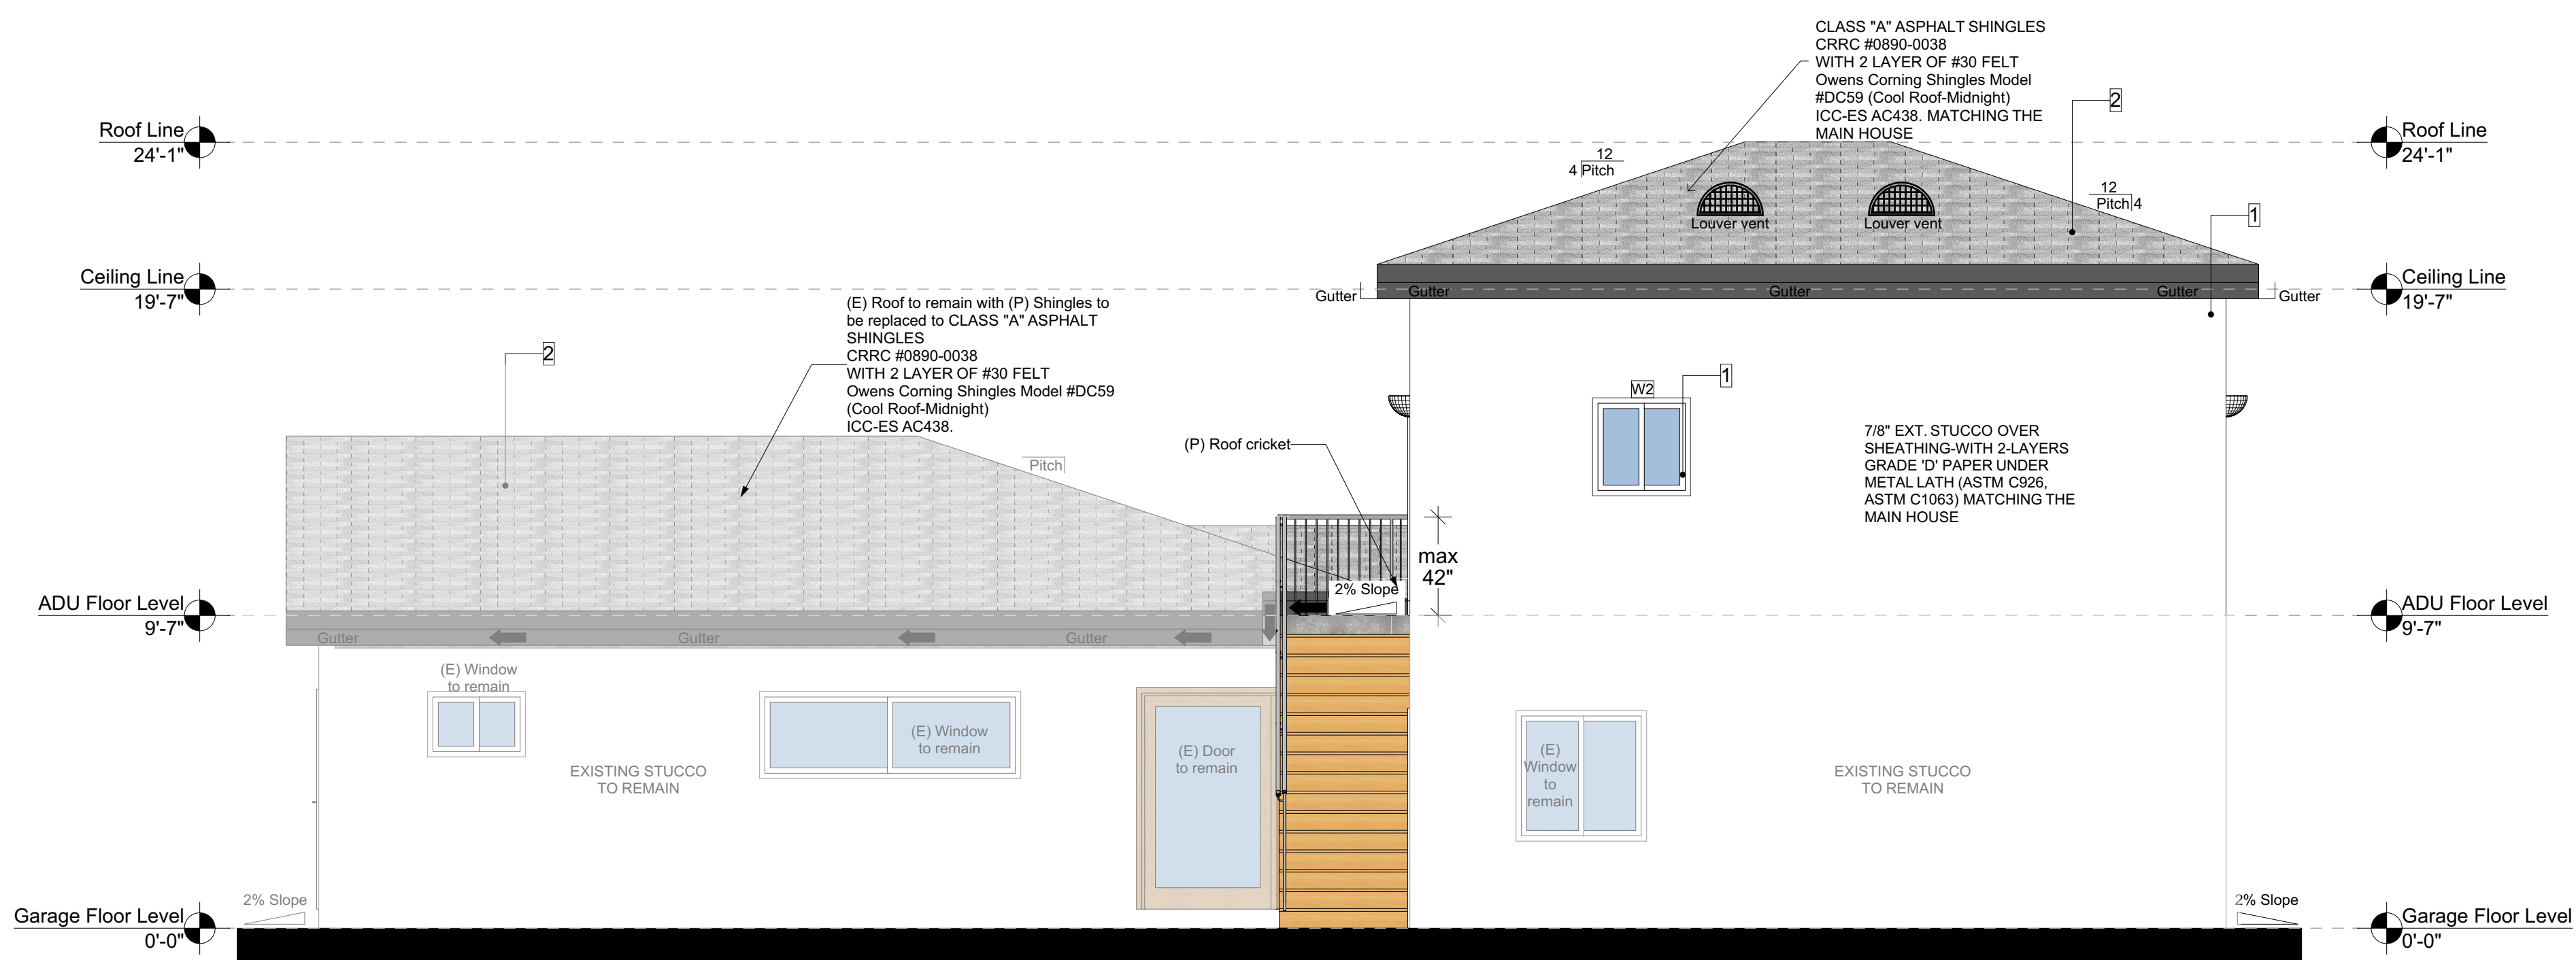 CLASS "A" ASPHALT SHINGLES
CRRC #0890-0038
WITH 2 LAYER OF #30 FELT
Owens Corning Shingles Model
#DC59 (Cool Roof-Midnight)
ICC-ES AC438. MATCHING THE
MAIN HOUSE
2
Roof Line
24'-1"
Roof Line
24'-1"
12
4 Pitch
12
Pitch 4
1
Louver vent
Louver vent
Ceiling Line
19'-7"
Ceiling Line
19'-7"
Gutter
Gutter
Gutter
Gutter
Gutter
(E) Roof to remain with (P) Shingles to
be replaced to CLASS "A" ASPHALT
SHINGLES
CRRC #0890-0038
WITH 2 LAYER OF #30 FELT
Owens Corning Shingles Model #DC59
(Cool Roof-Midnight)
ICC-ES AC438.
2
W2
1
7/8" EXT. STUCCO OVER
SHEATHING-WITH 2-LAYERS
GRADE 'D' PAPER UNDER
METAL LATH (ASTM C926,
ASTM C1063) MATCHING THE
MAIN HOUSE
(P) Roof cricket
Pitch
max
42"
2% Slope
ADU Floor Level
9'-7"
ADU Floor Level
9'-7"
Gutter
Gutter
Gutter
(E) Window
to remain
(E) Window
to remain
(E) Door
to remain
(E)
Window
to
remain
EXISTING STUCCO
TO REMAIN
EXISTING STUCCO
TO REMAIN
2% Slope
2% Slope
Garage Floor Level
0'-0"
Garage Floor Level
0'-0"